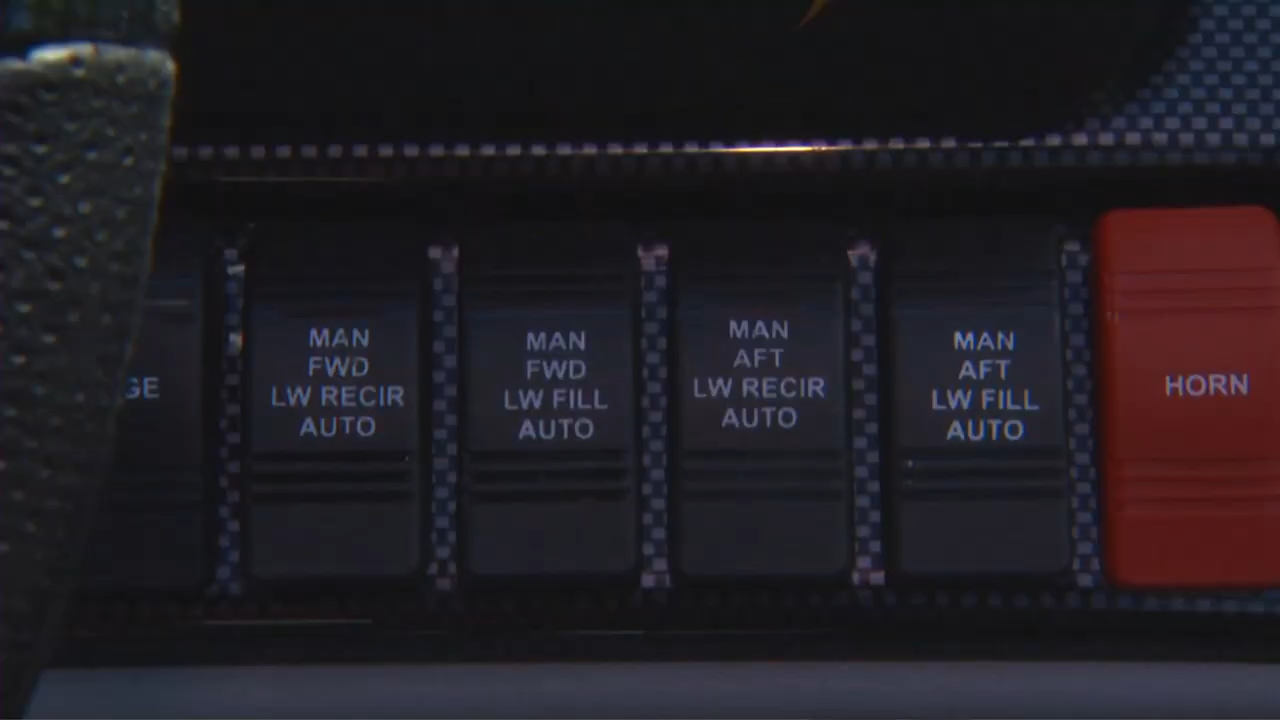 GE
MAN
FWD
LW RECIR
AUTO
MAN
FWD
LW FILL
AUTO
MAN
AFT
LW RECIR
AUTO
MAN
AFT
LW FILL
AUTO
HORN